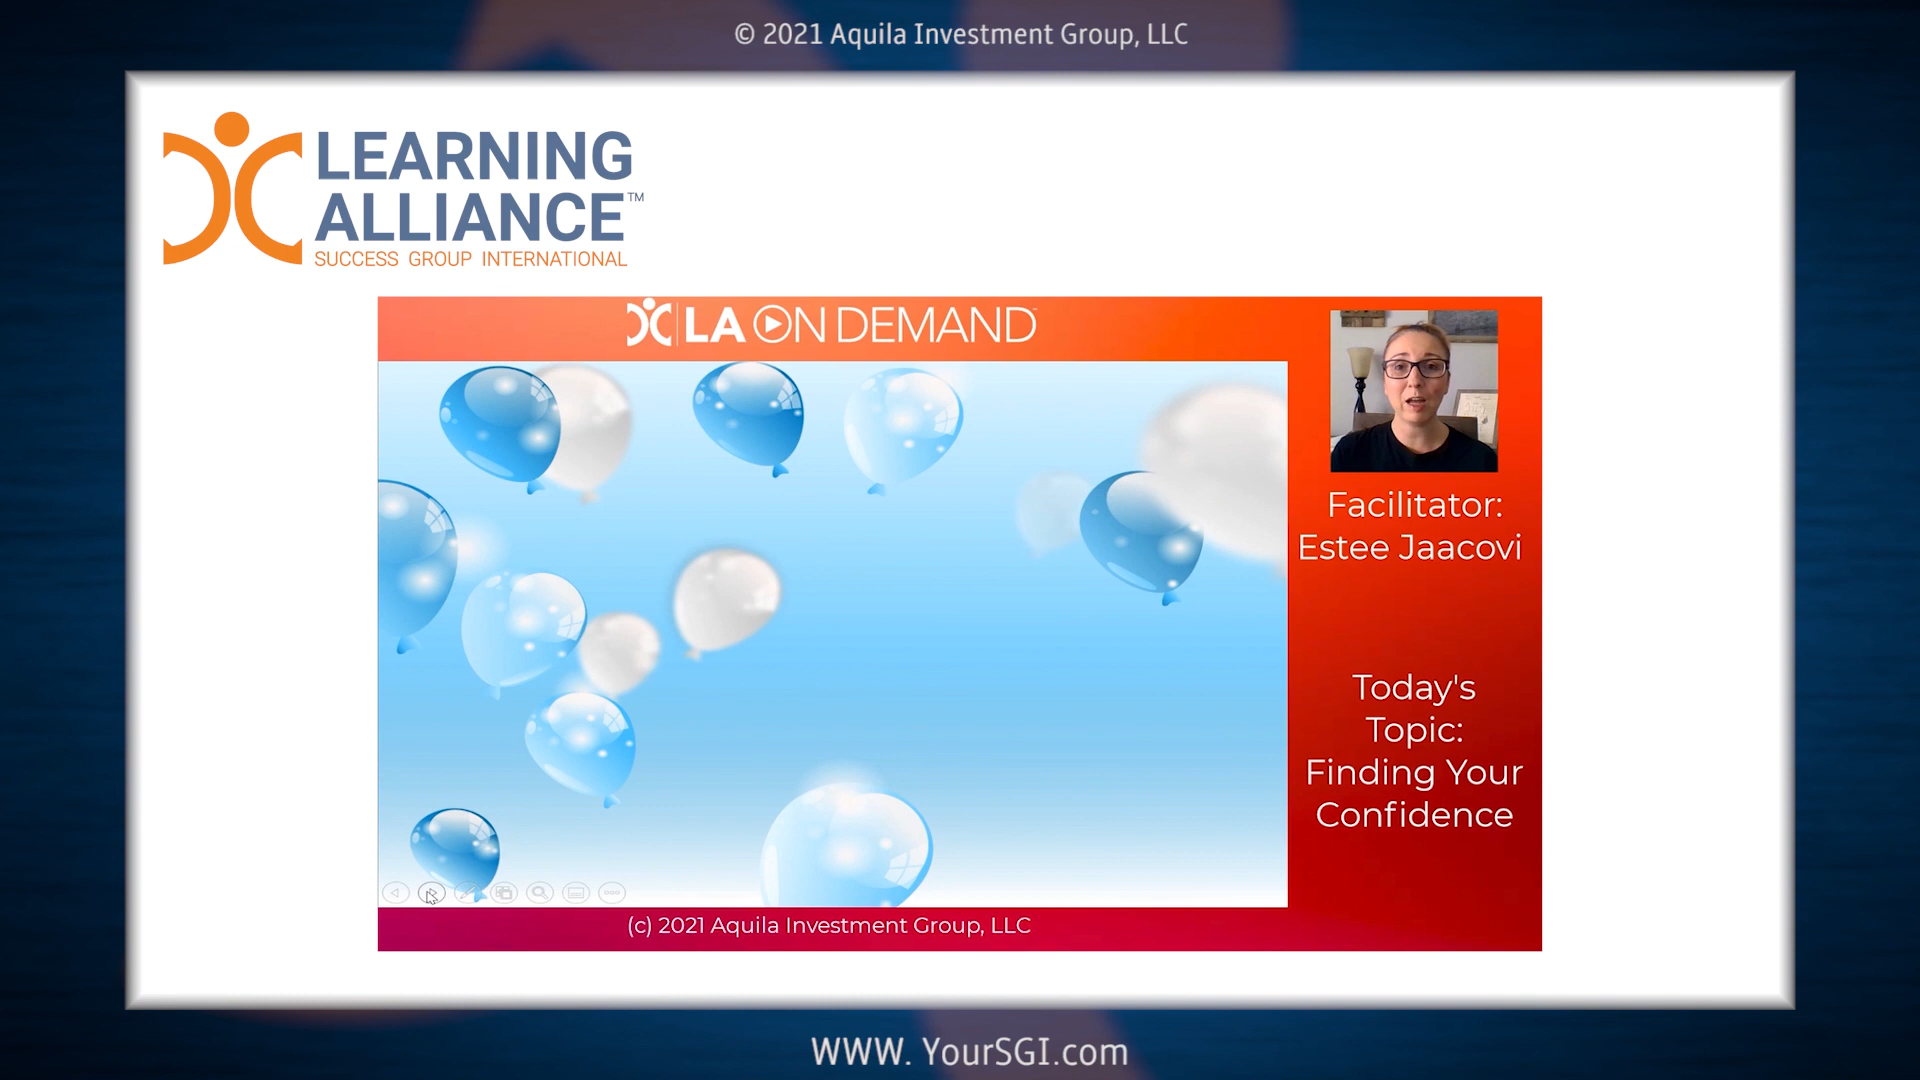 © 2021 Aquila Investment Group, LLC
LEARNING
ALLIANCE™
SUCCESS GROUP INTERNATIONAL
LA ON DEMAND
Facilitator:
Estee Jaacovi
Today's
Topic:
Finding Your
Confidence
(c) 2021 Aquila Investment Group, LLC
WWW. YourSGI.com